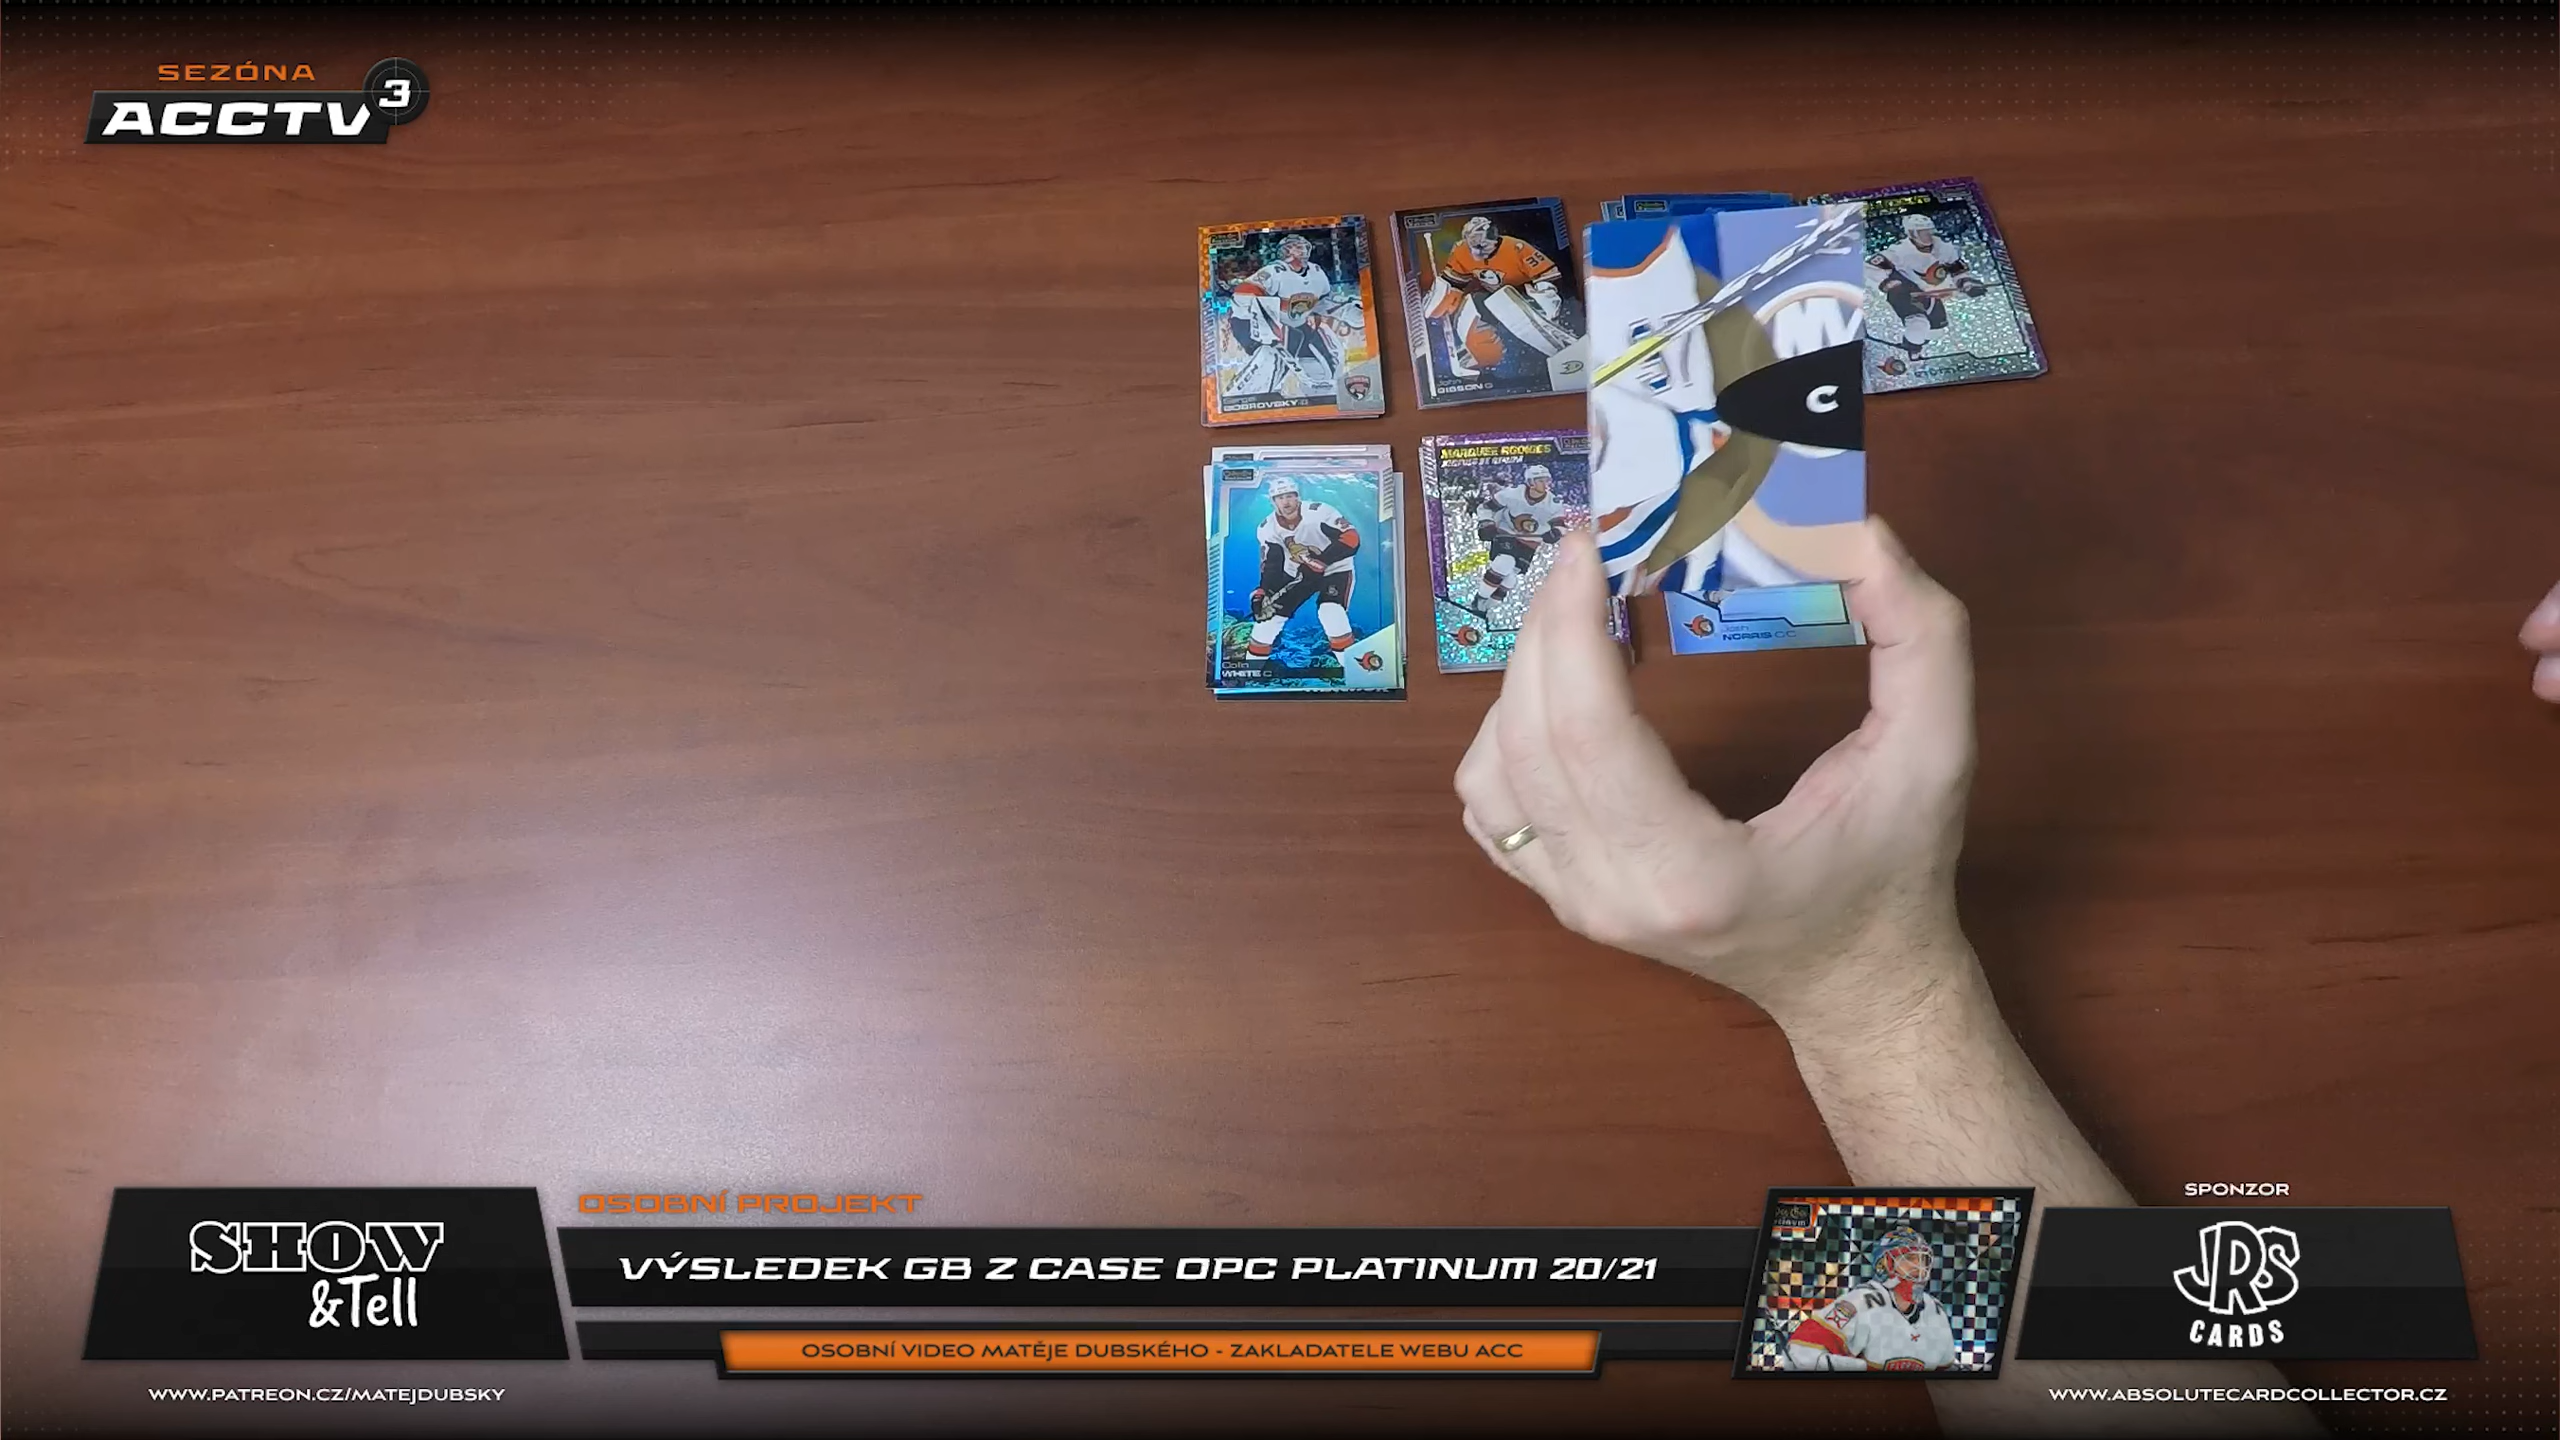 SEZÓNA
ACCTV 3
John
GIBSON G
BOBROVSKY G
MARQUEE ROOKIES
Colin
WHITE C
Josh
NORRIS C
C
OSOBNÍ PROJEKT
SHOW
&Tell
VÝSLEDEK GB Z CASE OPC PLATINUM 20/21
OSOBNÍ VIDEO MATĚJE DUBSKÉHO - ZAKLADATELE WEBU ACC
SPONZOR
JRS
CARDS
WWW.PATREON.CZ/MATEJDUBSKY
WWW.ABSOLUTECARDCOLLECTOR.CZ